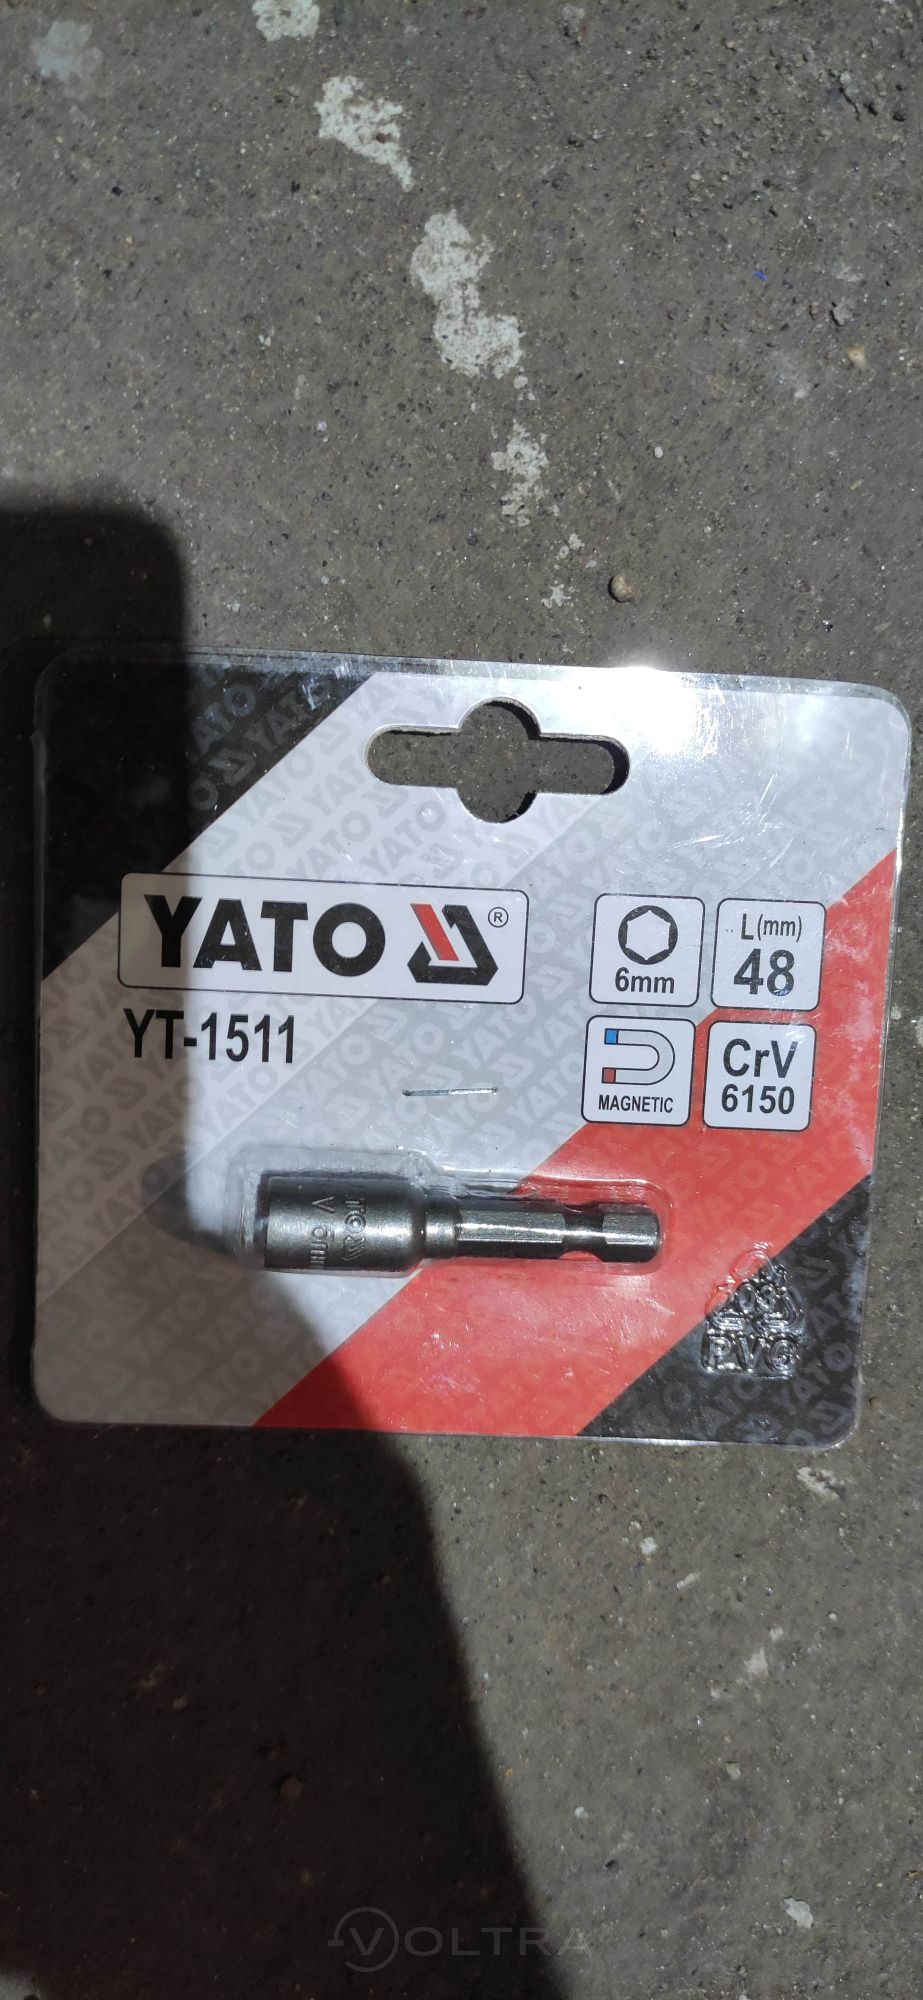 YATO ®
YT-1511
6mm
L(mm)
48
MAGNETIC
CrV
6150
PVC
VOLTRA